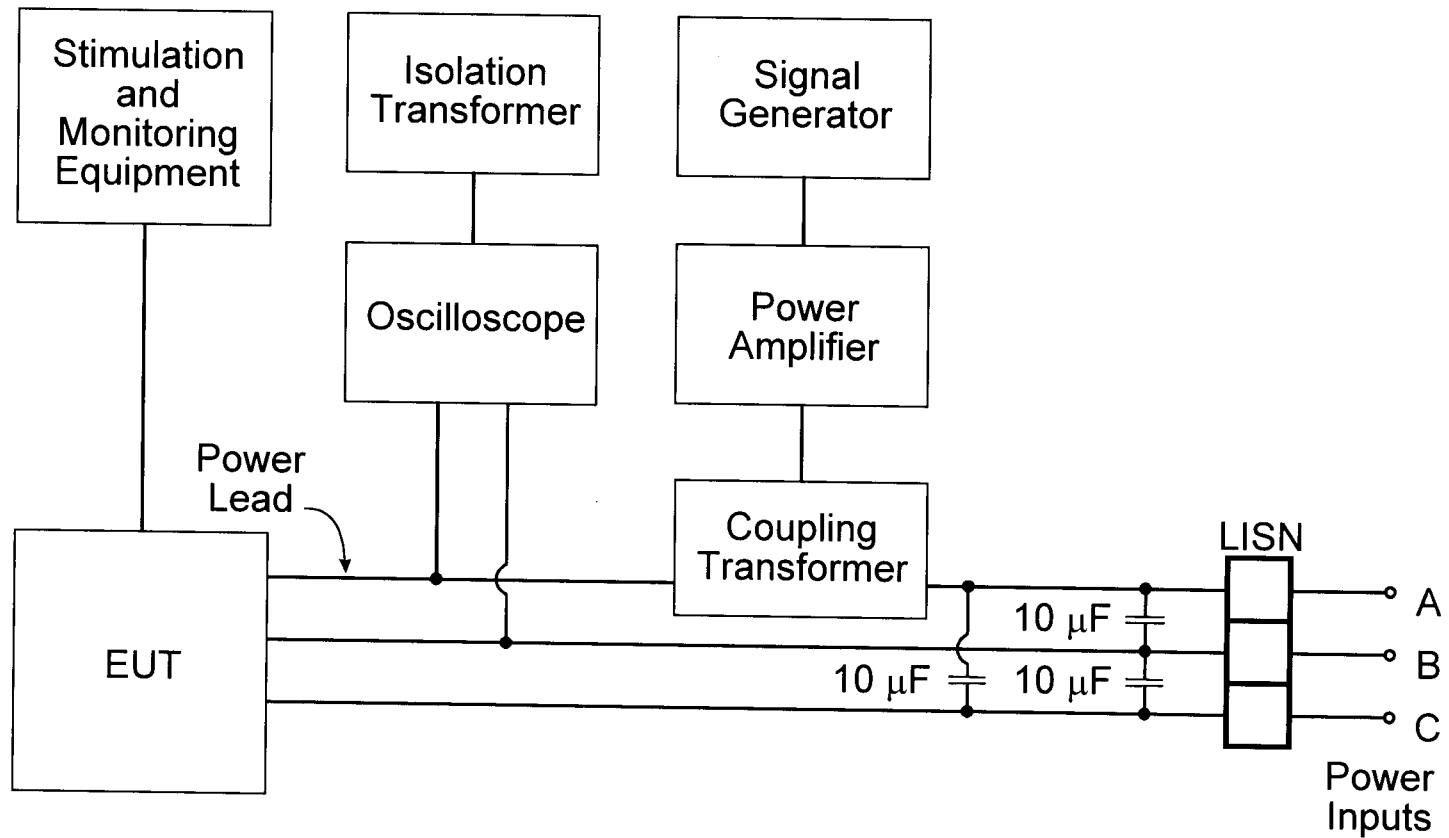 Stimulation
and
Monitoring
Equipment
Isolation
Transformer
Signal
Generator
Oscilloscope
Power
Amplifier
Power
Lead
Coupling
Transformer
LISN
EUT
10 μF
10 μF
10 μF
A
B
C
Power
Inputs